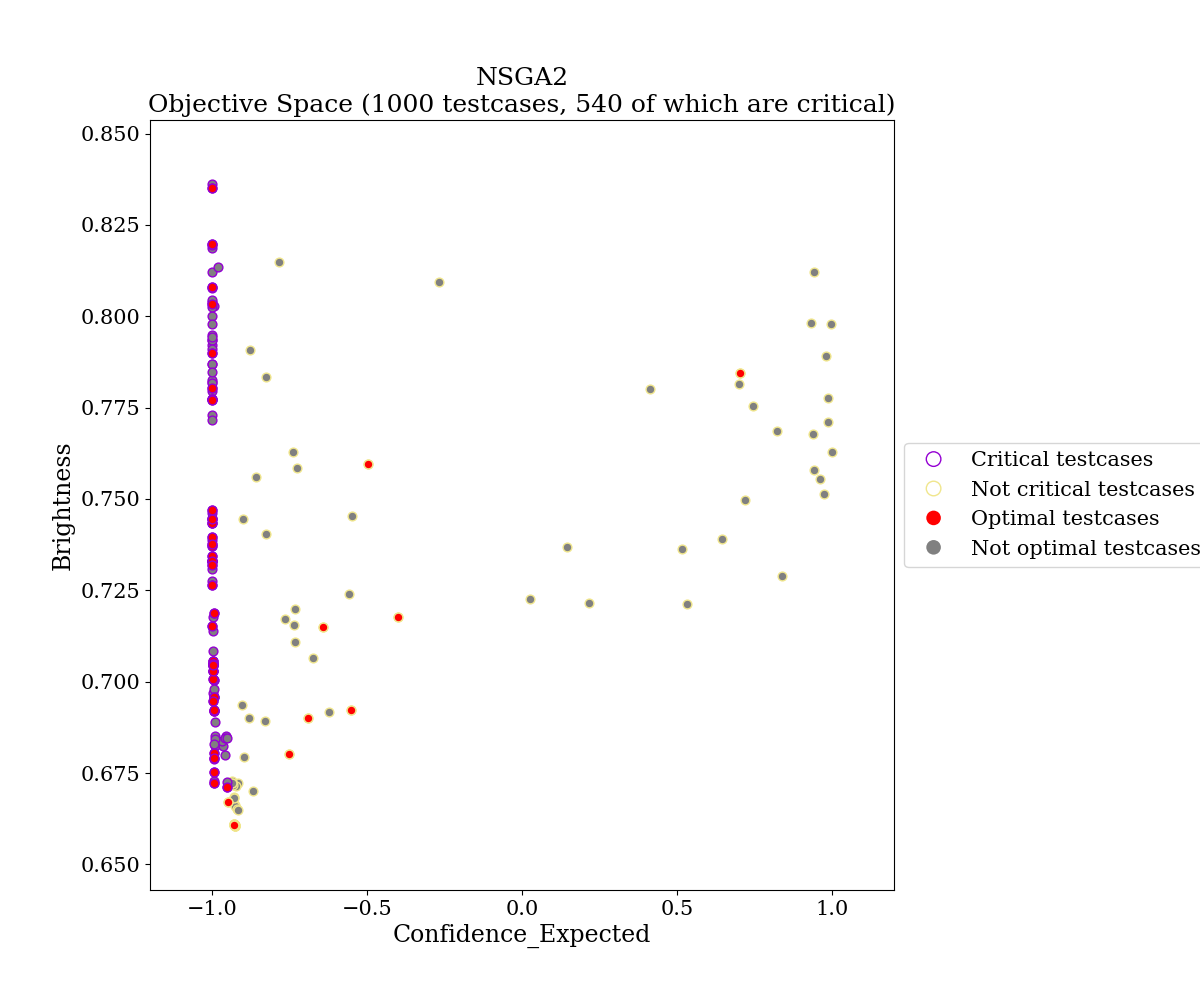 NSGA2
Objective Space (1000 testcases, 540 of which are critical)
0.850
0.825
0.800
0.775
0.750
0.725
0.700
0.675
0.650
Brightness
−1.0
−0.5
0.0
0.5
1.0
Confidence_Expected
Critical testcases
Not critical testcases
Optimal testcases
Not optimal testcases